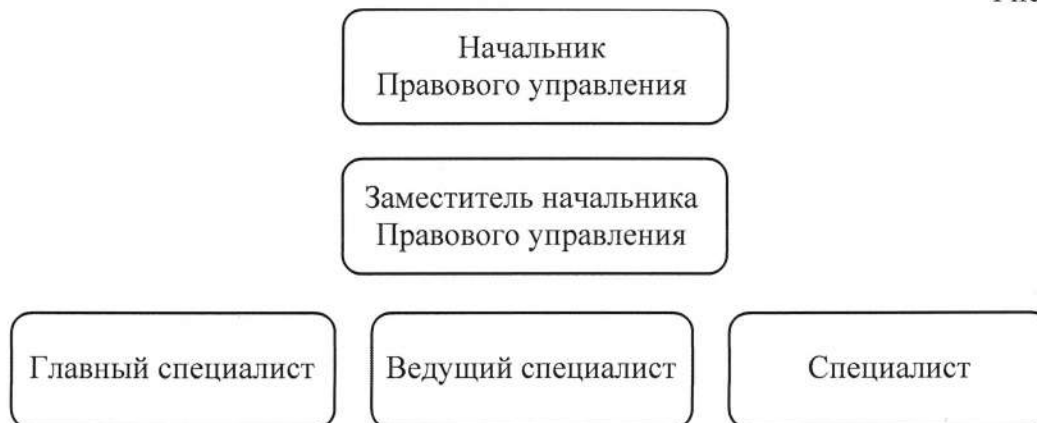 Начальник
Правового управления
Заместитель начальника
Правового управления
Главный специалист
Ведущий специалист
Специалист